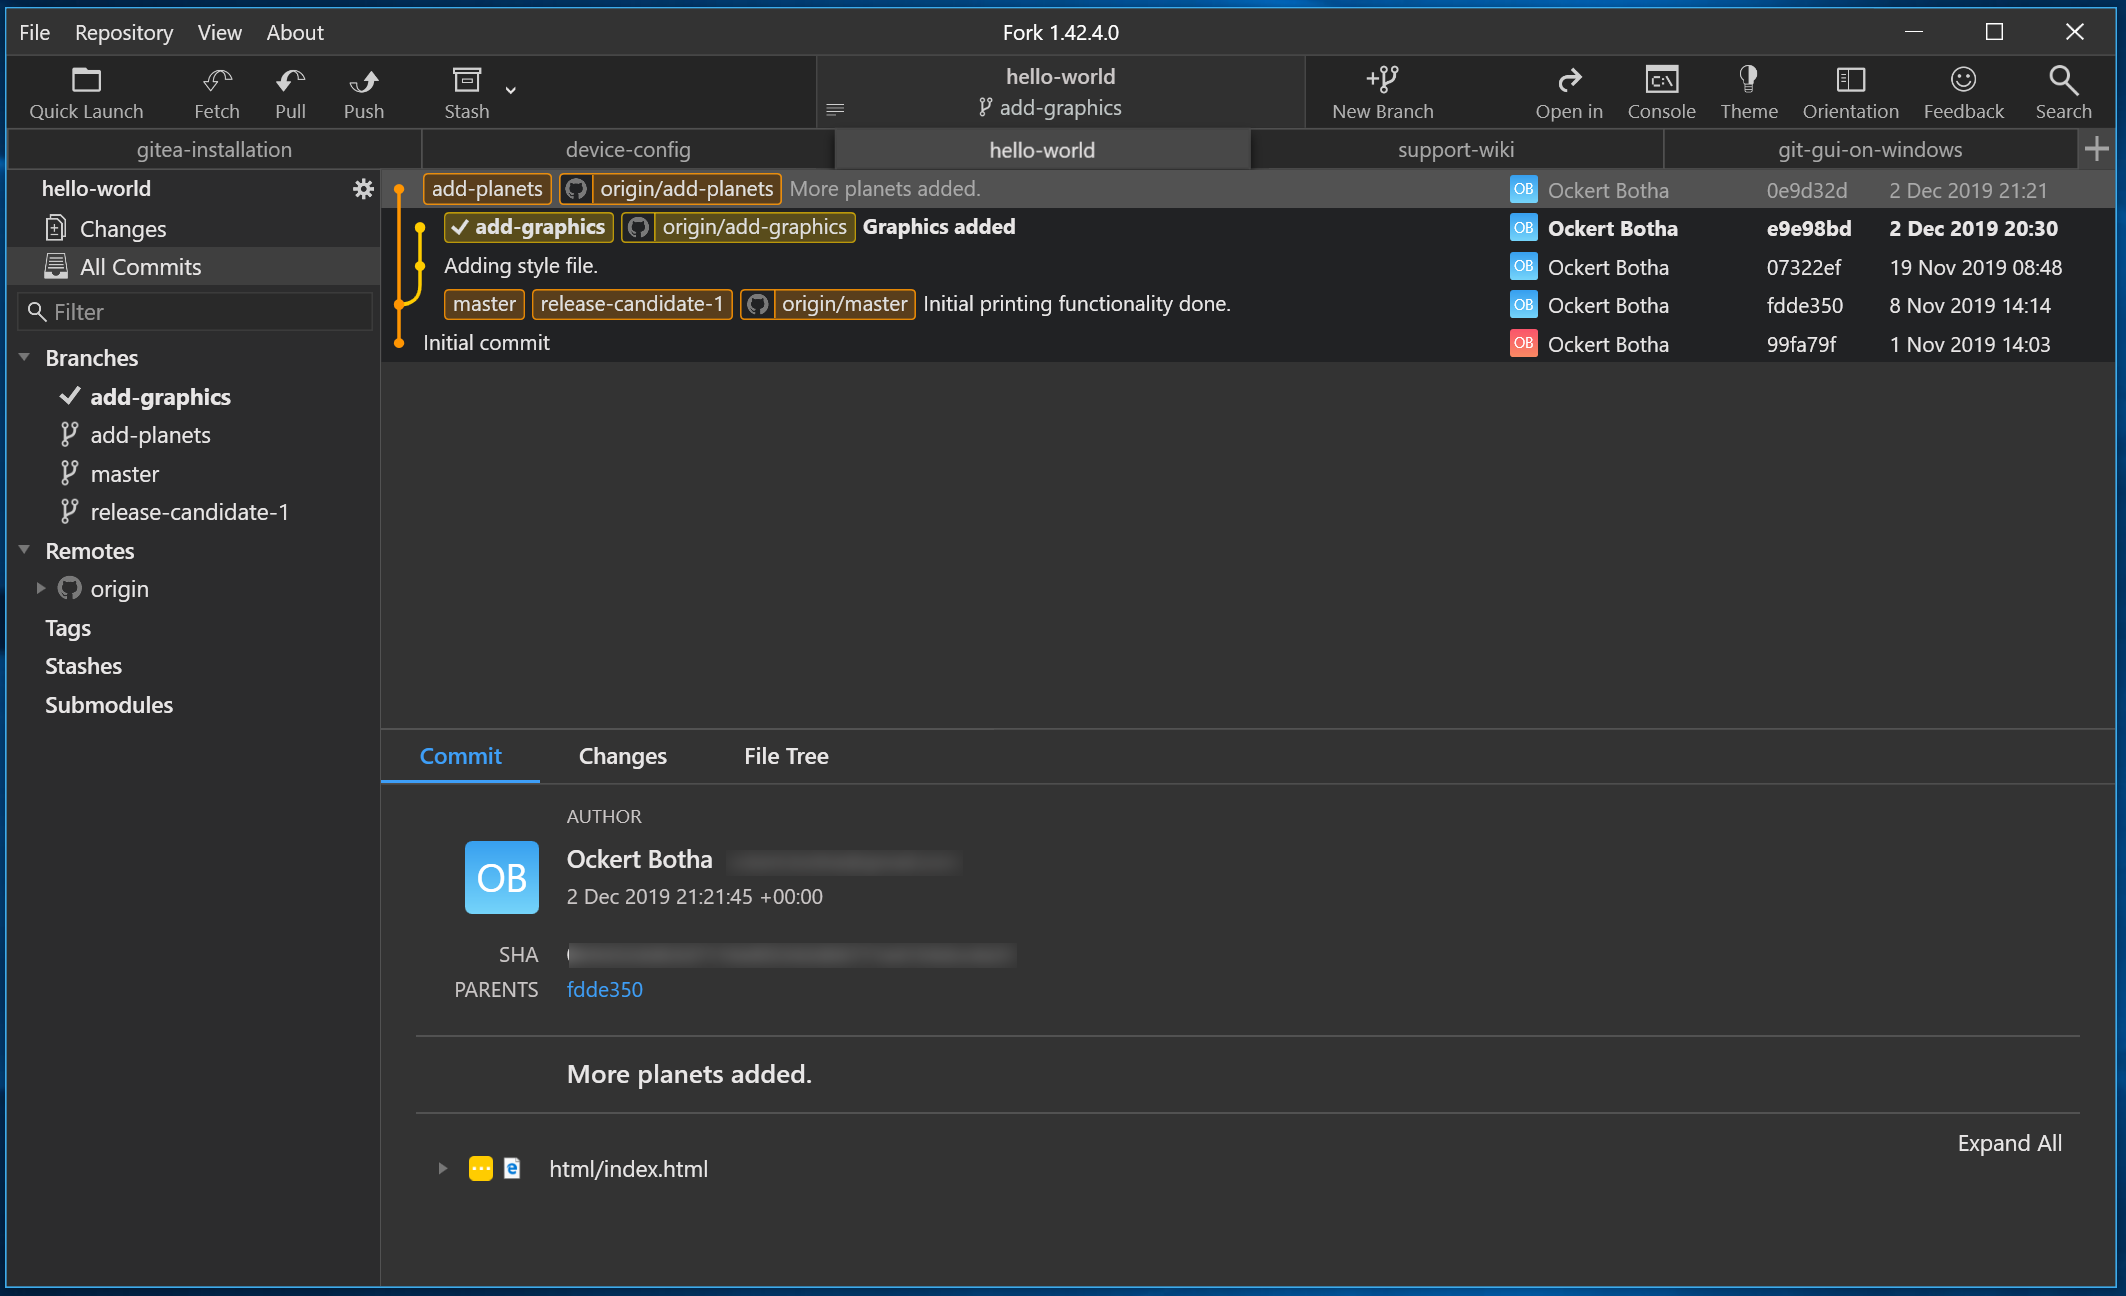 File Repository View About
Fork 1.42.4.0
Quick Launch Fetch Pull Push Stash
hello-world
add-graphics
New Branch Open in Console Theme Orientation Feedback Search
gitea-installation device-config hello-world support-wiki git-gui-on-windows
hello-world
Changes
All Commits
Filter
Branches
add-graphics
add-planets
master
release-candidate-1
Remotes
origin
Tags
Stashes
Submodules
add-planets origin/add-planets More planets added. OB Ockert Botha 0e9d32d 2 Dec 2019 21:21
add-graphics origin/add-graphics Graphics added OB Ockert Botha e9e98bd 2 Dec 2019 20:30
Adding style file. OB Ockert Botha 07322ef 19 Nov 2019 08:48
master release-candidate-1 origin/master Initial printing functionality done. OB Ockert Botha fdde350 8 Nov 2019 14:14
Initial commit OB Ockert Botha 99fa79f 1 Nov 2019 14:03
Commit Changes File Tree
AUTHOR
OB
Ockert Botha
2 Dec 2019 21:21:45 +00:00
SHA
PARENTS fdde350
More planets added.
Expand All
html/index.html